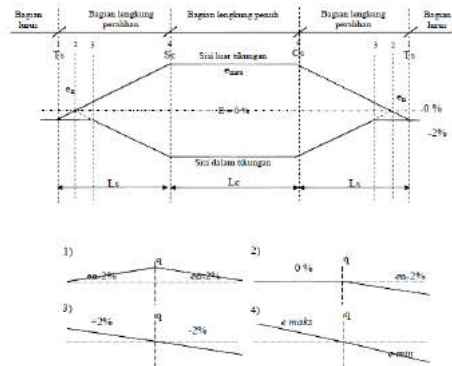 Bagian lurus
Bagian lengkung peralihan
Bagian lengkung penuh
Bagian lengkung peralihan
Bagian lurus
1 2 3 4 4 3 2 1
Ts Sc Cs Ts
Sisi luar tikungan
e maks
en
E = 0 %
en
-0 %
-2%
Sisi dalam tikungan
Ls Lc Ls
1) q
en-2% en-2%
2) q
0 % en-2%
3) q
+2% -2%
4) q
e maks
e min